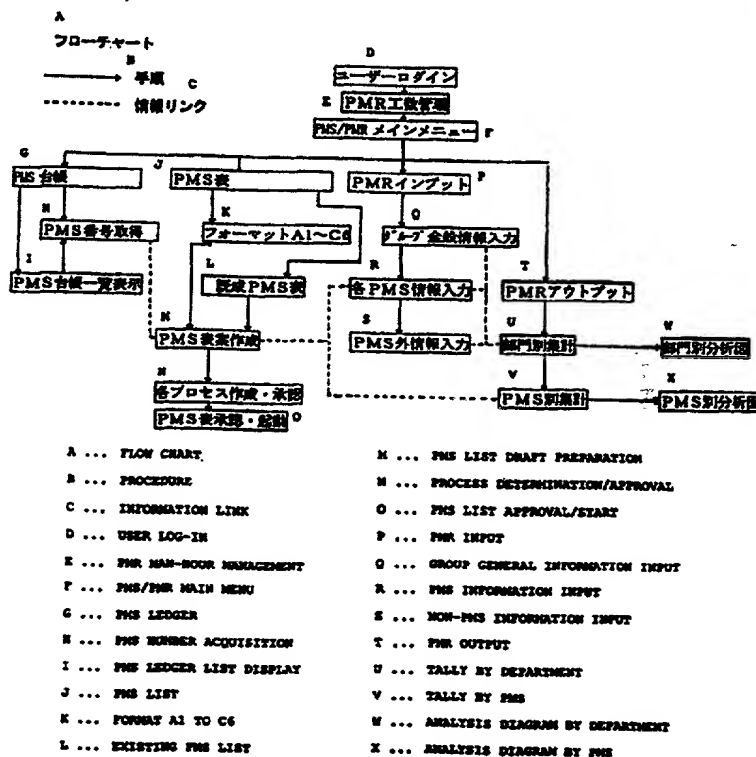 A
フローチャート
B
手順
C
情報リンク
D
ユーザーログイン
E PMR工数管理
PMS/PMR メインメニュー F
G
PMS 台帳
J
PMS表
PMRインプット P
H
PMS番号取得
K
フォーマットA1〜C6
Q
グループ全般情報入力
I
PMS台帳一覧表示
L
既成PMS表
R
各PMS情報入力
T
PMRアウトプット
M
PMS表案作成
S
PMS外情報入力
U
部門別集計
W
部門別分析図
N
各プロセス作成・承認
V
PMS別集計
X
PMS別分析図
PMS表承認・起動 O
A ... FLOW CHART
B ... PROCEDURE
C ... INFORMATION LINK
D ... USER LOG-IN
E ... PMR MAN-HOUR MANAGEMENT
F ... PMS/PMR MAIN MENU
G ... PMS LEDGER
H ... PMS NUMBER ACQUISITION
I ... PMS LEDGER LIST DISPLAY
J ... PMS LIST
K ... FORMAT A1 TO C6
L ... EXISTING PMS LIST
M ... PMS LIST DRAFT PREPARATION
N ... PROCESS DETERMINATION/APPROVAL
O ... PMS LIST APPROVAL/START
P ... PMR INPUT
Q ... GROUP GENERAL INFORMATION INPUT
R ... PMS INFORMATION INPUT
S ... NON-PMS INFORMATION INPUT
T ... PMR OUTPUT
U ... TALLY BY DEPARTMENT
V ... TALLY BY PMS
W ... ANALYSIS DIAGRAM BY DEPARTMENT
X ... ANALYSIS DIAGRAM BY PMS